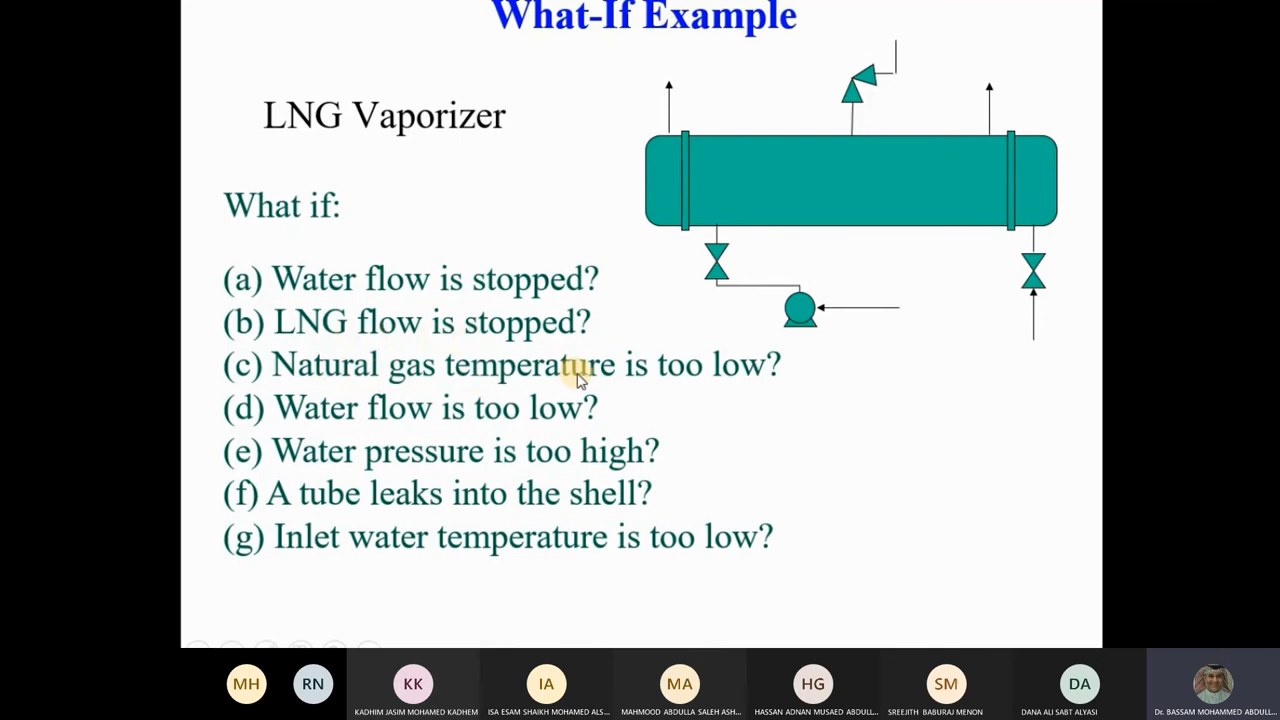 What-If Example
LNG Vaporizer
What if:
(a) Water flow is stopped?
(b) LNG flow is stopped?
(c) Natural gas temperature is too low?
(d) Water flow is too low?
(e) Water pressure is too high?
(f) A tube leaks into the shell?
(g) Inlet water temperature is too low?
MH RN KK IA MA HG SM DA
KADHIM JASIM MOHAMED KADHEM ISA ESAM SHAIKH MOHAMED ALS... MAHMOOD ABDULLA SALEH ASH... HASSAN ADNAN MUSAED ABDULL... SREEJITH BABURAJ MENON DANA ALI SABT ALYASI Dr. BASSAM MOHAMMED ABDULL...